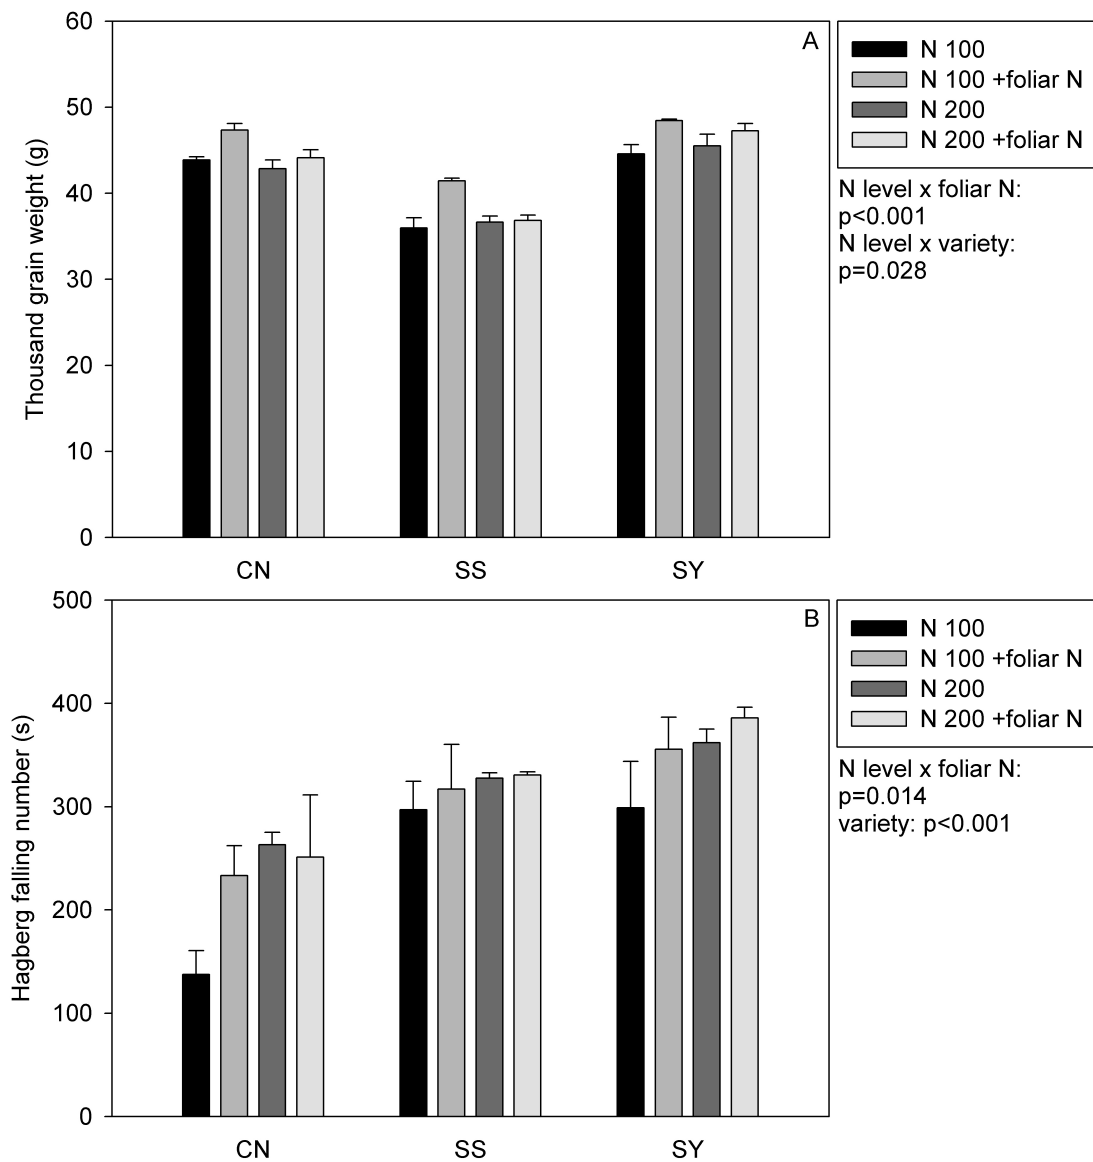 A
60
50
40
30
20
10
0
Thousand grain weight (g)
CN SS SY
N 100
N 100 +foliar N
N 200
N 200 +foliar N
N level x foliar N:
p<0.001
N level x variety:
p=0.028
B
500
400
300
200
100
0
Hagberg falling number (s)
CN SS SY
N 100
N 100 +foliar N
N 200
N 200 +foliar N
N level x foliar N:
p=0.014
variety: p<0.001